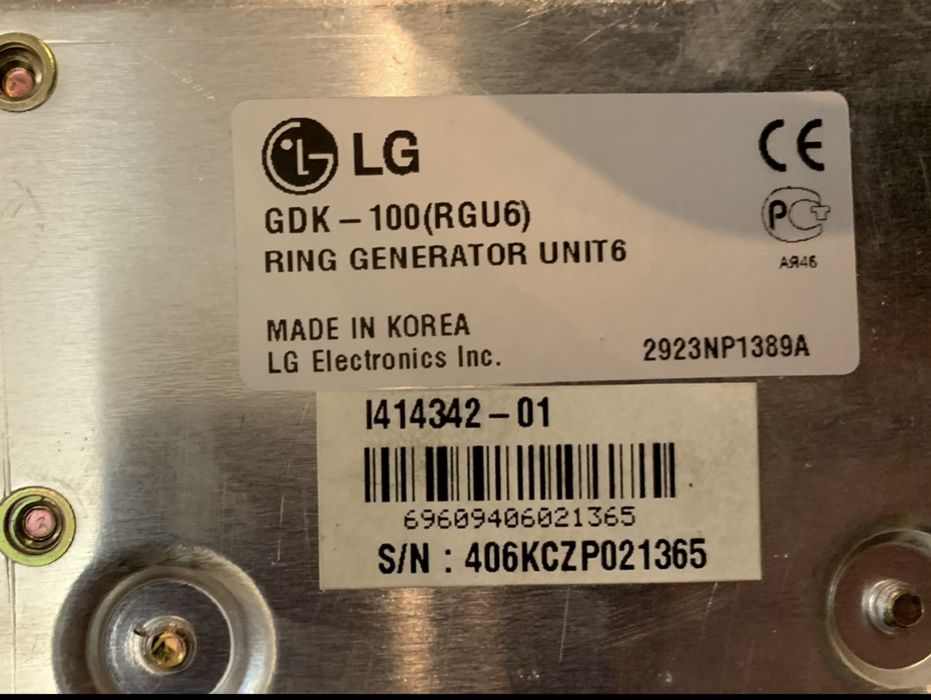 LG
CE
GDK-100(RGU6)
PC
RING GENERATOR UNIT6
АЯ46
MADE IN KOREA
LG Electronics Inc.
2923NP1389A
I414342-01
69609406021365
S/N : 406KCZP021365